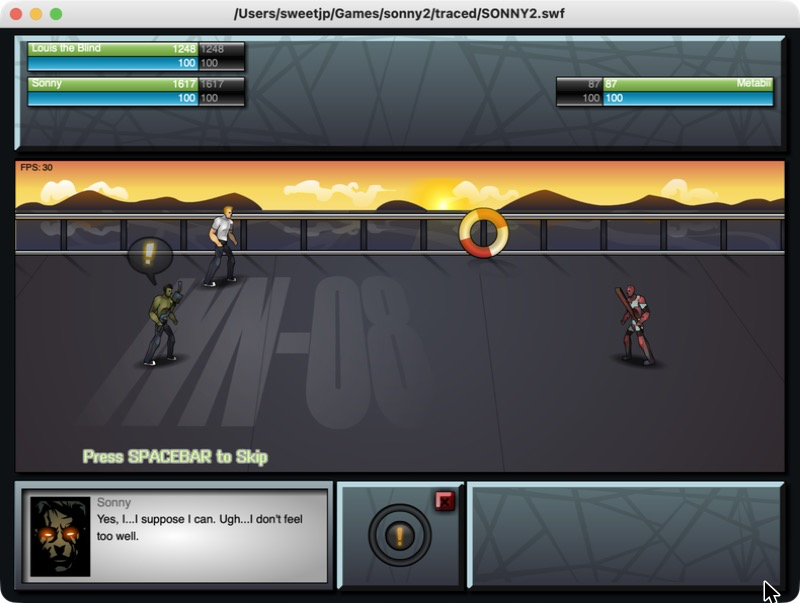 /Users/sweetjp/Games/sonny2/traced/SONNY2.swf
Louis the Blind 1248 1248
100 100
Sonny 1617 1617
100 100
87 87 Metabil
100 100
FPS: 30
!
IN-08
Press SPACEBAR to Skip
Sonny
Yes, I...I suppose I can. Ugh...I don't feel
too well.
!